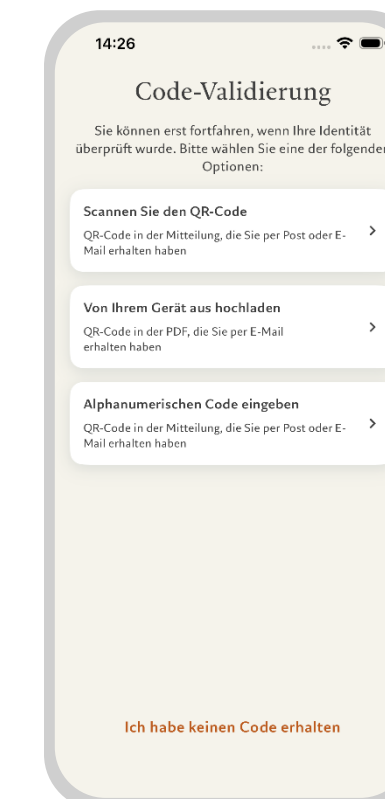 14:26
Code-Validierung
Sie können erst fortfahren, wenn Ihre Identität
überprüft wurde. Bitte wählen Sie eine der folgenden
Optionen:
Scannen Sie den QR-Code
QR-Code in der Mitteilung, die Sie per Post oder E-
Mail erhalten haben
Von Ihrem Gerät aus hochladen
QR-Code in der PDF, die Sie per E-Mail
erhalten haben
Alphanumerischen Code eingeben
QR-Code in der Mitteilung, die Sie per Post oder E-
Mail erhalten haben
Ich habe keinen Code erhalten